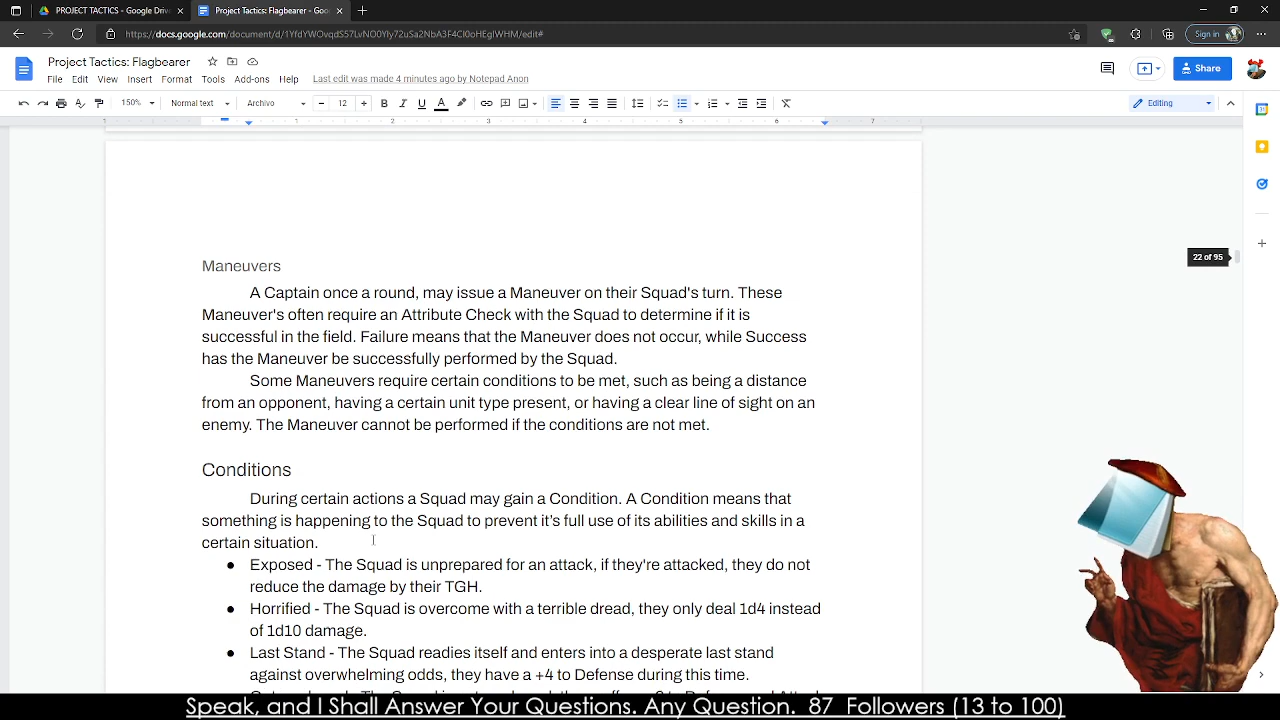 PROJECT TACTICS - Google Drive
PROJECT Tactics: Flagbearer - Goo
https://docs.google.com/document/d/1YfdYWOvqdS57LvNO0Yly72uSa2NbA3F4Cl0oHEglWHM/edit#
Sign in
Project Tactics: Flagbearer
File Edit View Insert Format Tools Add-ons Help Last edit was made 4 minutes ago by Notepad Anon
Share
150% Normal text Archivo 12 B I U A Editing
1 1 2 3 4 5 6 7
22 of 95
Maneuvers
A Captain once a round, may issue a Maneuver on their Squad's turn. These
Maneuver's often require an Attribute Check with the Squad to determine if it is
successful in the field. Failure means that the Maneuver does not occur, while Success
has the Maneuver be successfully performed by the Squad.
Some Maneuvers require certain conditions to be met, such as being a distance
from an opponent, having a certain unit type present, or having a clear line of sight on an
enemy. The Maneuver cannot be performed if the conditions are not met.
Conditions
During certain actions a Squad may gain a Condition. A Condition means that
something is happening to the Squad to prevent it's full use of its abilities and skills in a
certain situation.
● Exposed - The Squad is unprepared for an attack, if they're attacked, they do not
reduce the damage by their TGH.
● Horrified - The Squad is overcome with a terrible dread, they only deal 1d4 instead
of 1d10 damage.
● Last Stand - The Squad readies itself and enters into a desperate last stand
against overwhelming odds, they have a +4 to Defense during this time.
Speak, and I Shall Answer Your Questions. Any Question. 87 Followers (13 to 100)